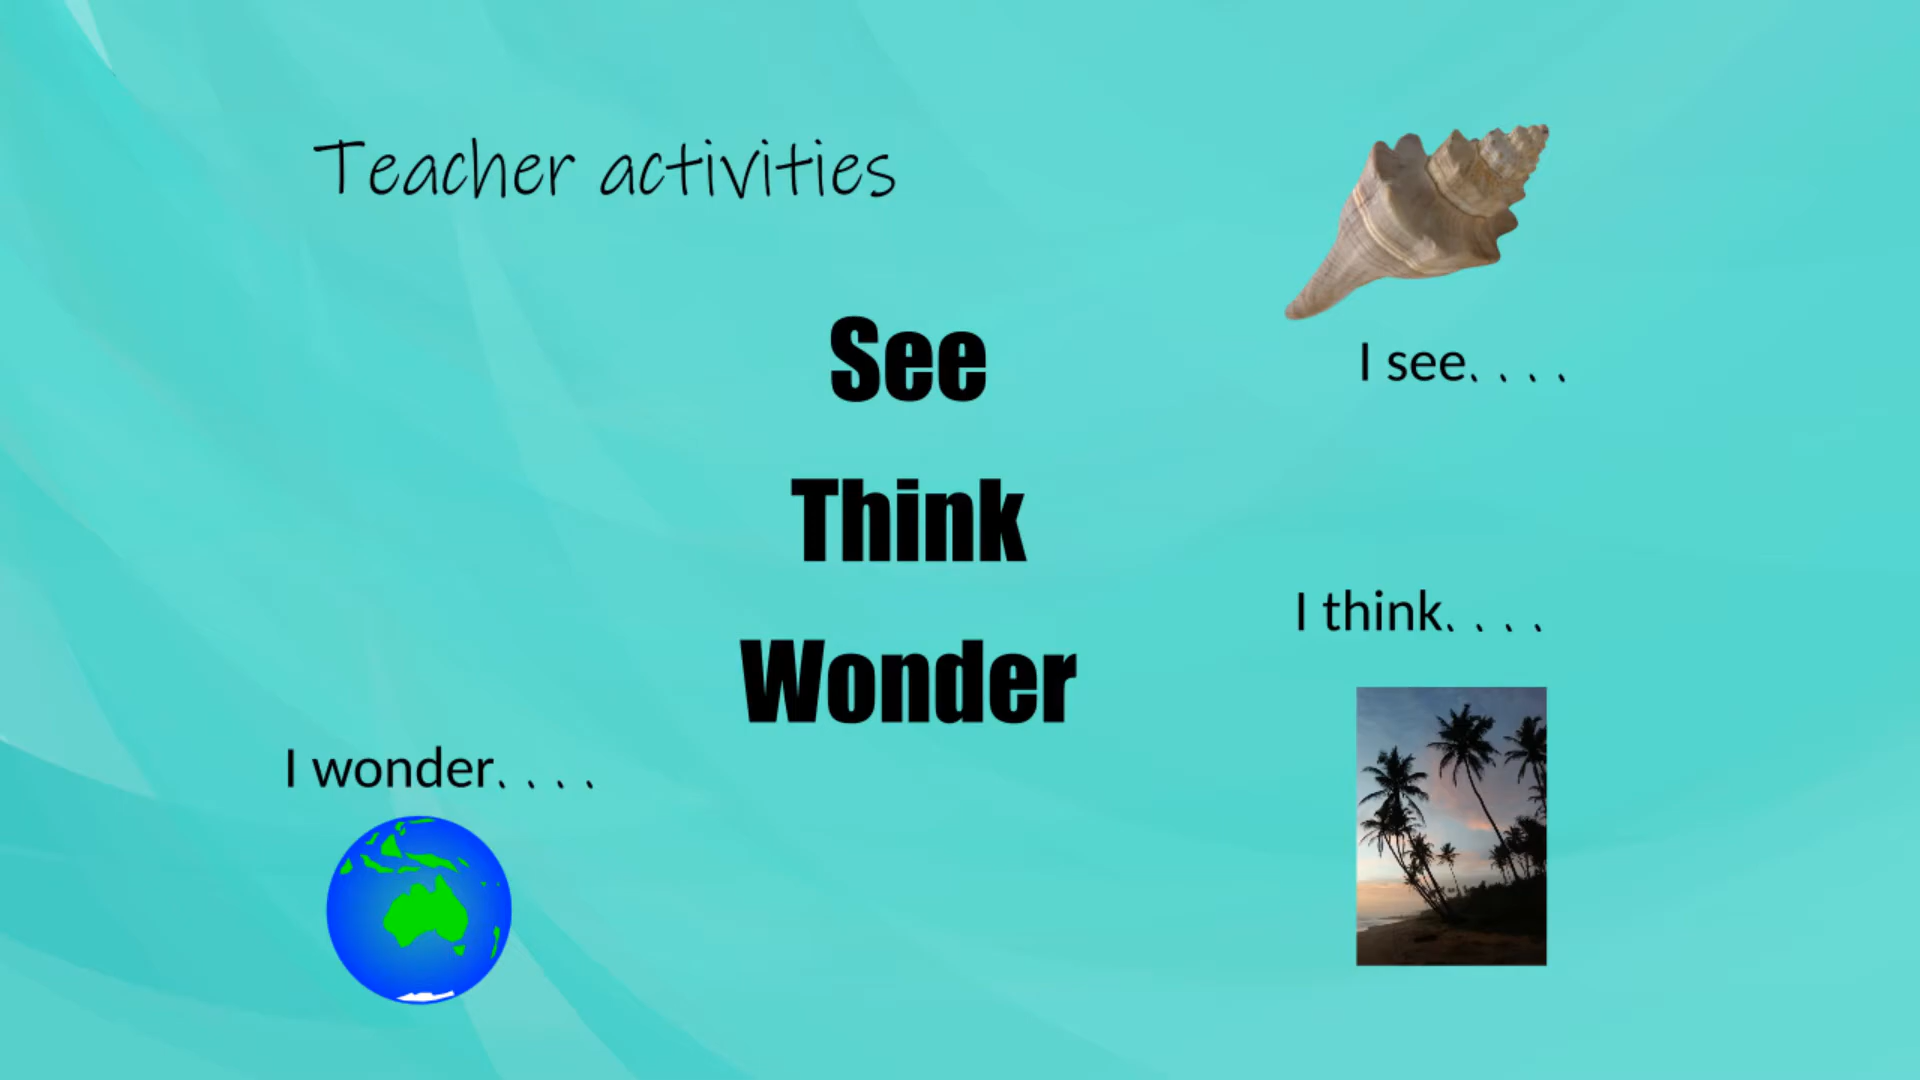 Teacher activities
See
I see. . . .
Think
I think. . . .
Wonder
I wonder. . . .